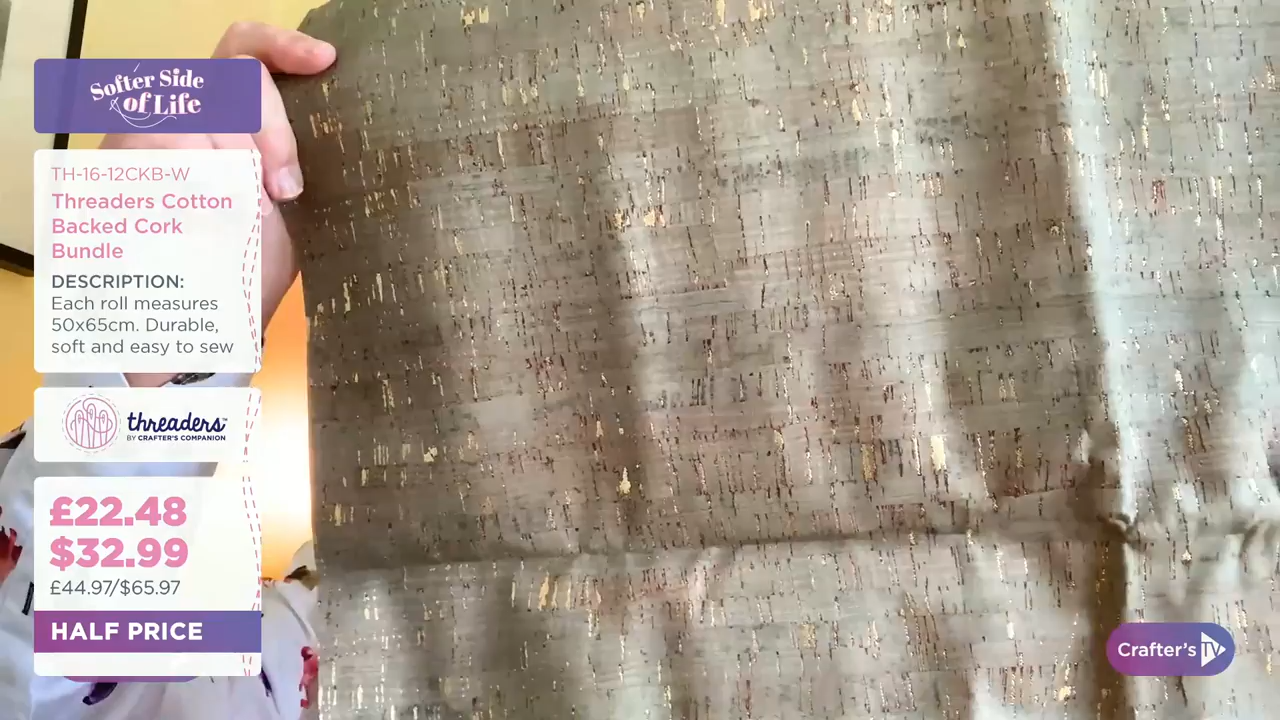 Softer Side
of Life
TH-16-12CKB-W
Threaders Cotton
Backed Cork
Bundle
DESCRIPTION:
Each roll measures
50x65cm. Durable,
soft and easy to sew
threaders™
BY CRAFTER'S COMPANION
£22.48
$32.99
£44.97/$65.97
HALF PRICE
Crafter's TV